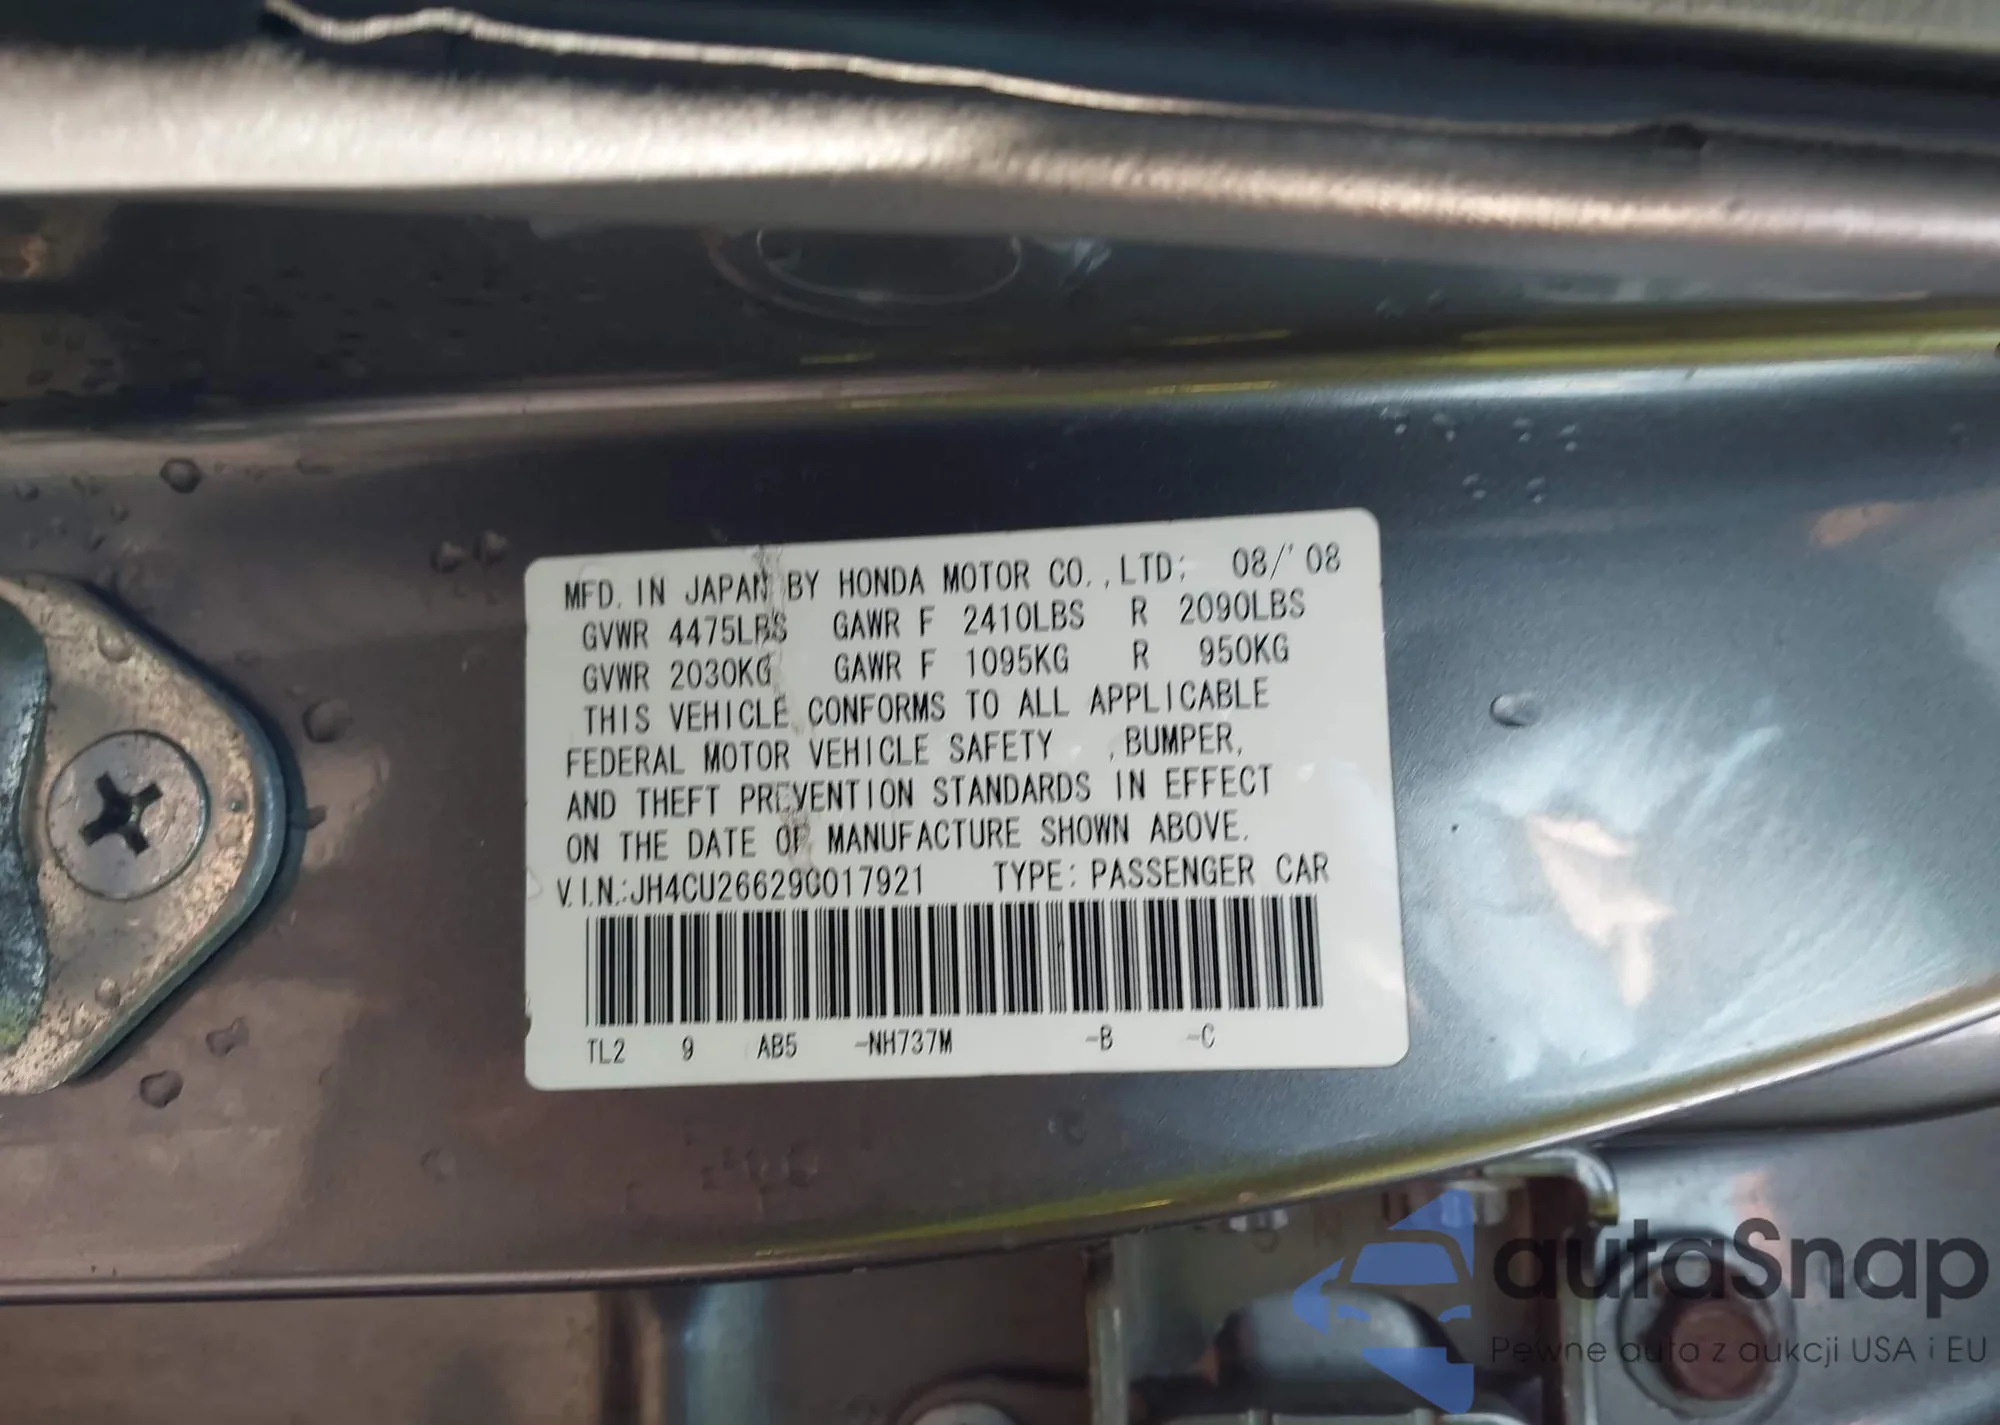 MFD. IN JAPAN BY HONDA MOTOR CO.,LTD; 08/'08
GVWR 4475LBS GAWR F 2410LBS R 2090LBS
GVWR 2030KG GAWR F 1095KG R 950KG
THIS VEHICLE CONFORMS TO ALL APPLICABLE
FEDERAL MOTOR VEHICLE SAFETY ,BUMPER,
AND THEFT PREVENTION STANDARDS IN EFFECT
ON THE DATE OF MANUFACTURE SHOWN ABOVE.
V.I.N.:JH4CU26629C017921 TYPE: PASSENGER CAR
TL2 9 AB5 -NH737M -B -C
autaSnap
Pewne auta z aukcji USA i EU